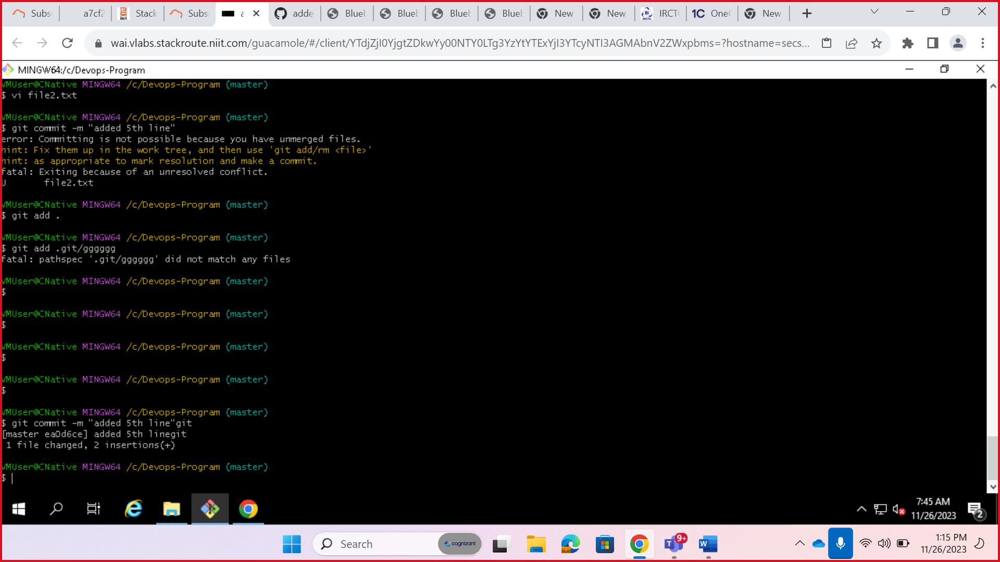 Subs
a7cf2
Stack
Subs
a
adde
Blueb
Blueb
Blueb
Blueb
New
New
IRCTC
OneC
New
wai.vlabs.stackroute.niit.com/guacamole/#/client/YTdjZjI0YjgtZDkwYy00NTY0LTg3YzYtYTExYjI3YTcyNTI3AGMAbnV2ZWxpbms=?hostname=secs...
MINGW64:/c/Devops-Program
VMUser@CNative MINGW64 /c/Devops-Program (master)
$ vi file2.txt
VMUser@CNative MINGW64 /c/Devops-Program (master)
$ git commit -m "added 5th line"
error: Committing is not possible because you have unmerged files.
hint: Fix them up in the work tree, and then use 'git add/rm <file>'
hint: as appropriate to mark resolution and make a commit.
fatal: Exiting because of an unresolved conflict.
U file2.txt
VMUser@CNative MINGW64 /c/Devops-Program (master)
$ git add .
VMUser@CNative MINGW64 /c/Devops-Program (master)
$ git add .git/gggggg
fatal: pathspec '.git/gggggg' did not match any files
VMUser@CNative MINGW64 /c/Devops-Program (master)
$
VMUser@CNative MINGW64 /c/Devops-Program (master)
$
VMUser@CNative MINGW64 /c/Devops-Program (master)
$
VMUser@CNative MINGW64 /c/Devops-Program (master)
$
VMUser@CNative MINGW64 /c/Devops-Program (master)
$ git commit -m "added 5th line"git
[master ea0d6ce] added 5th linegit
1 file changed, 2 insertions(+)
VMUser@CNative MINGW64 /c/Devops-Program (master)
$
7:45 AM
11/26/2023
2
Search
cognizant
9+
1:15 PM
11/26/2023